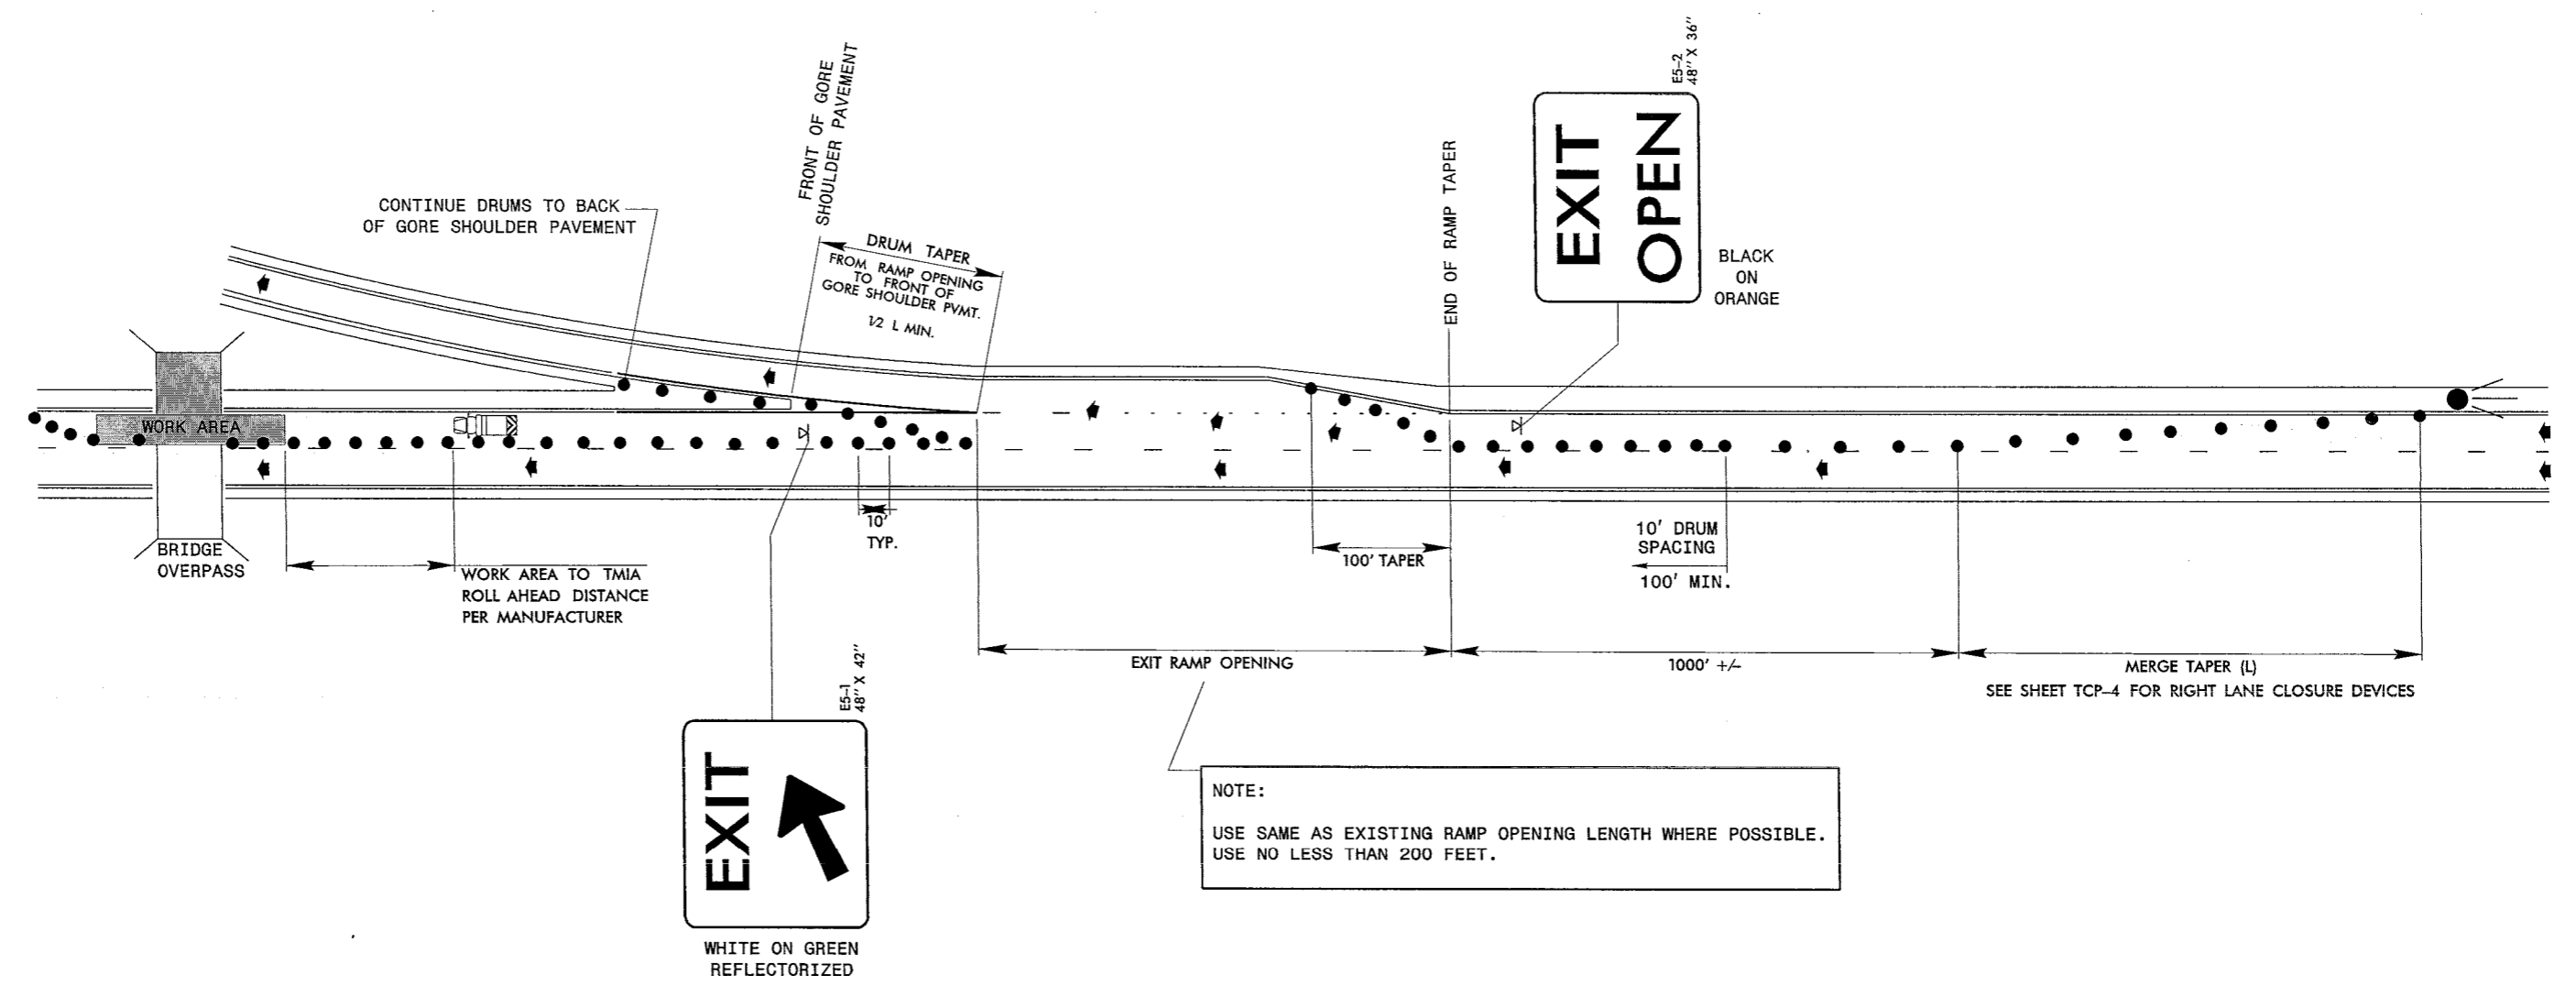 E5-2
48" X 36"
EXIT
OPEN
BLACK
ON
ORANGE
END OF RAMP TAPER
FRONT OF GORE
SHOULDER PAVEMENT
CONTINUE DRUMS TO BACK
OF GORE SHOULDER PAVEMENT
DRUM TAPER
FROM RAMP OPENING
TO FRONT OF
GORE SHOULDER PVMT.
1/2 L MIN.
WORK AREA
BRIDGE
OVERPASS
WORK AREA TO TMIA
ROLL AHEAD DISTANCE
PER MANUFACTURER
10'
TYP.
100' TAPER
10' DRUM
SPACING
100' MIN.
EXIT RAMP OPENING
1000' +/-
MERGE TAPER (L)
SEE SHEET TCP-4 FOR RIGHT LANE CLOSURE DEVICES
E5-1
48" X 42"
EXIT
WHITE ON GREEN
REFLECTORIZED
NOTE:
USE SAME AS EXISTING RAMP OPENING LENGTH WHERE POSSIBLE.
USE NO LESS THAN 200 FEET.